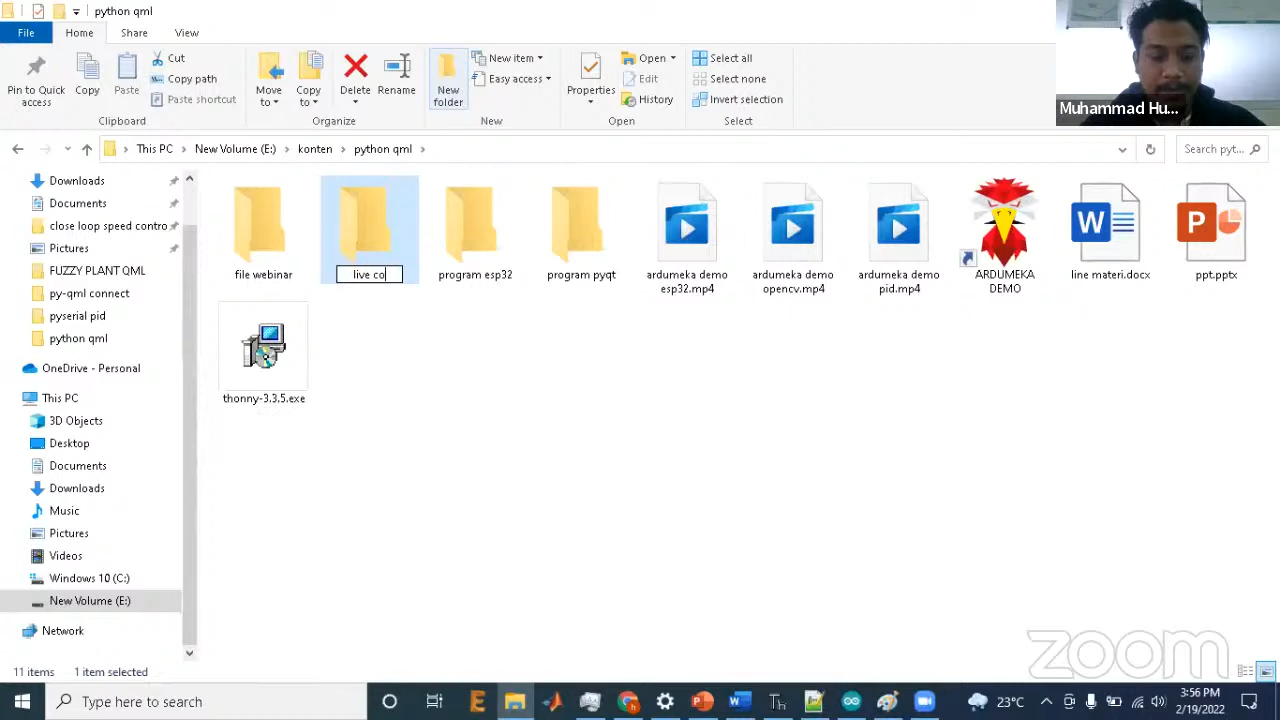 python qml
File
Home
Share
View
Pin to Quick access
Copy
Paste
Cut
Copy path
Paste shortcut
Clipboard
Move to
Copy to
Delete
Rename
Organize
New folder
New item
Easy access
New
Properties
Open
Edit
History
Open
Select all
Select none
Invert selection
Select
Muhammad Hu...
This PC > New Volume (E:) > konten > python qml >
Search pyt...
Downloads
Documents
close loop speed contro
Pictures
FUZZY PLANT QML
py-qml connect
pyserial pid
python qml
OneDrive - Personal
This PC
3D Objects
Desktop
Documents
Downloads
Music
Pictures
Videos
Windows 10 (C:)
New Volume (E:)
Network
file webinar
live co
program esp32
program pyqt
ardumeka demo esp32.mp4
ardumeka demo opencv.mp4
ardumeka demo pid.mp4
ARDUMEKA DEMO
line materi.docx
ppt.pptx
thonny-3.3.5.exe
zoom
11 items
1 item selected
Type here to search
23°C
3:56 PM
2/19/2022